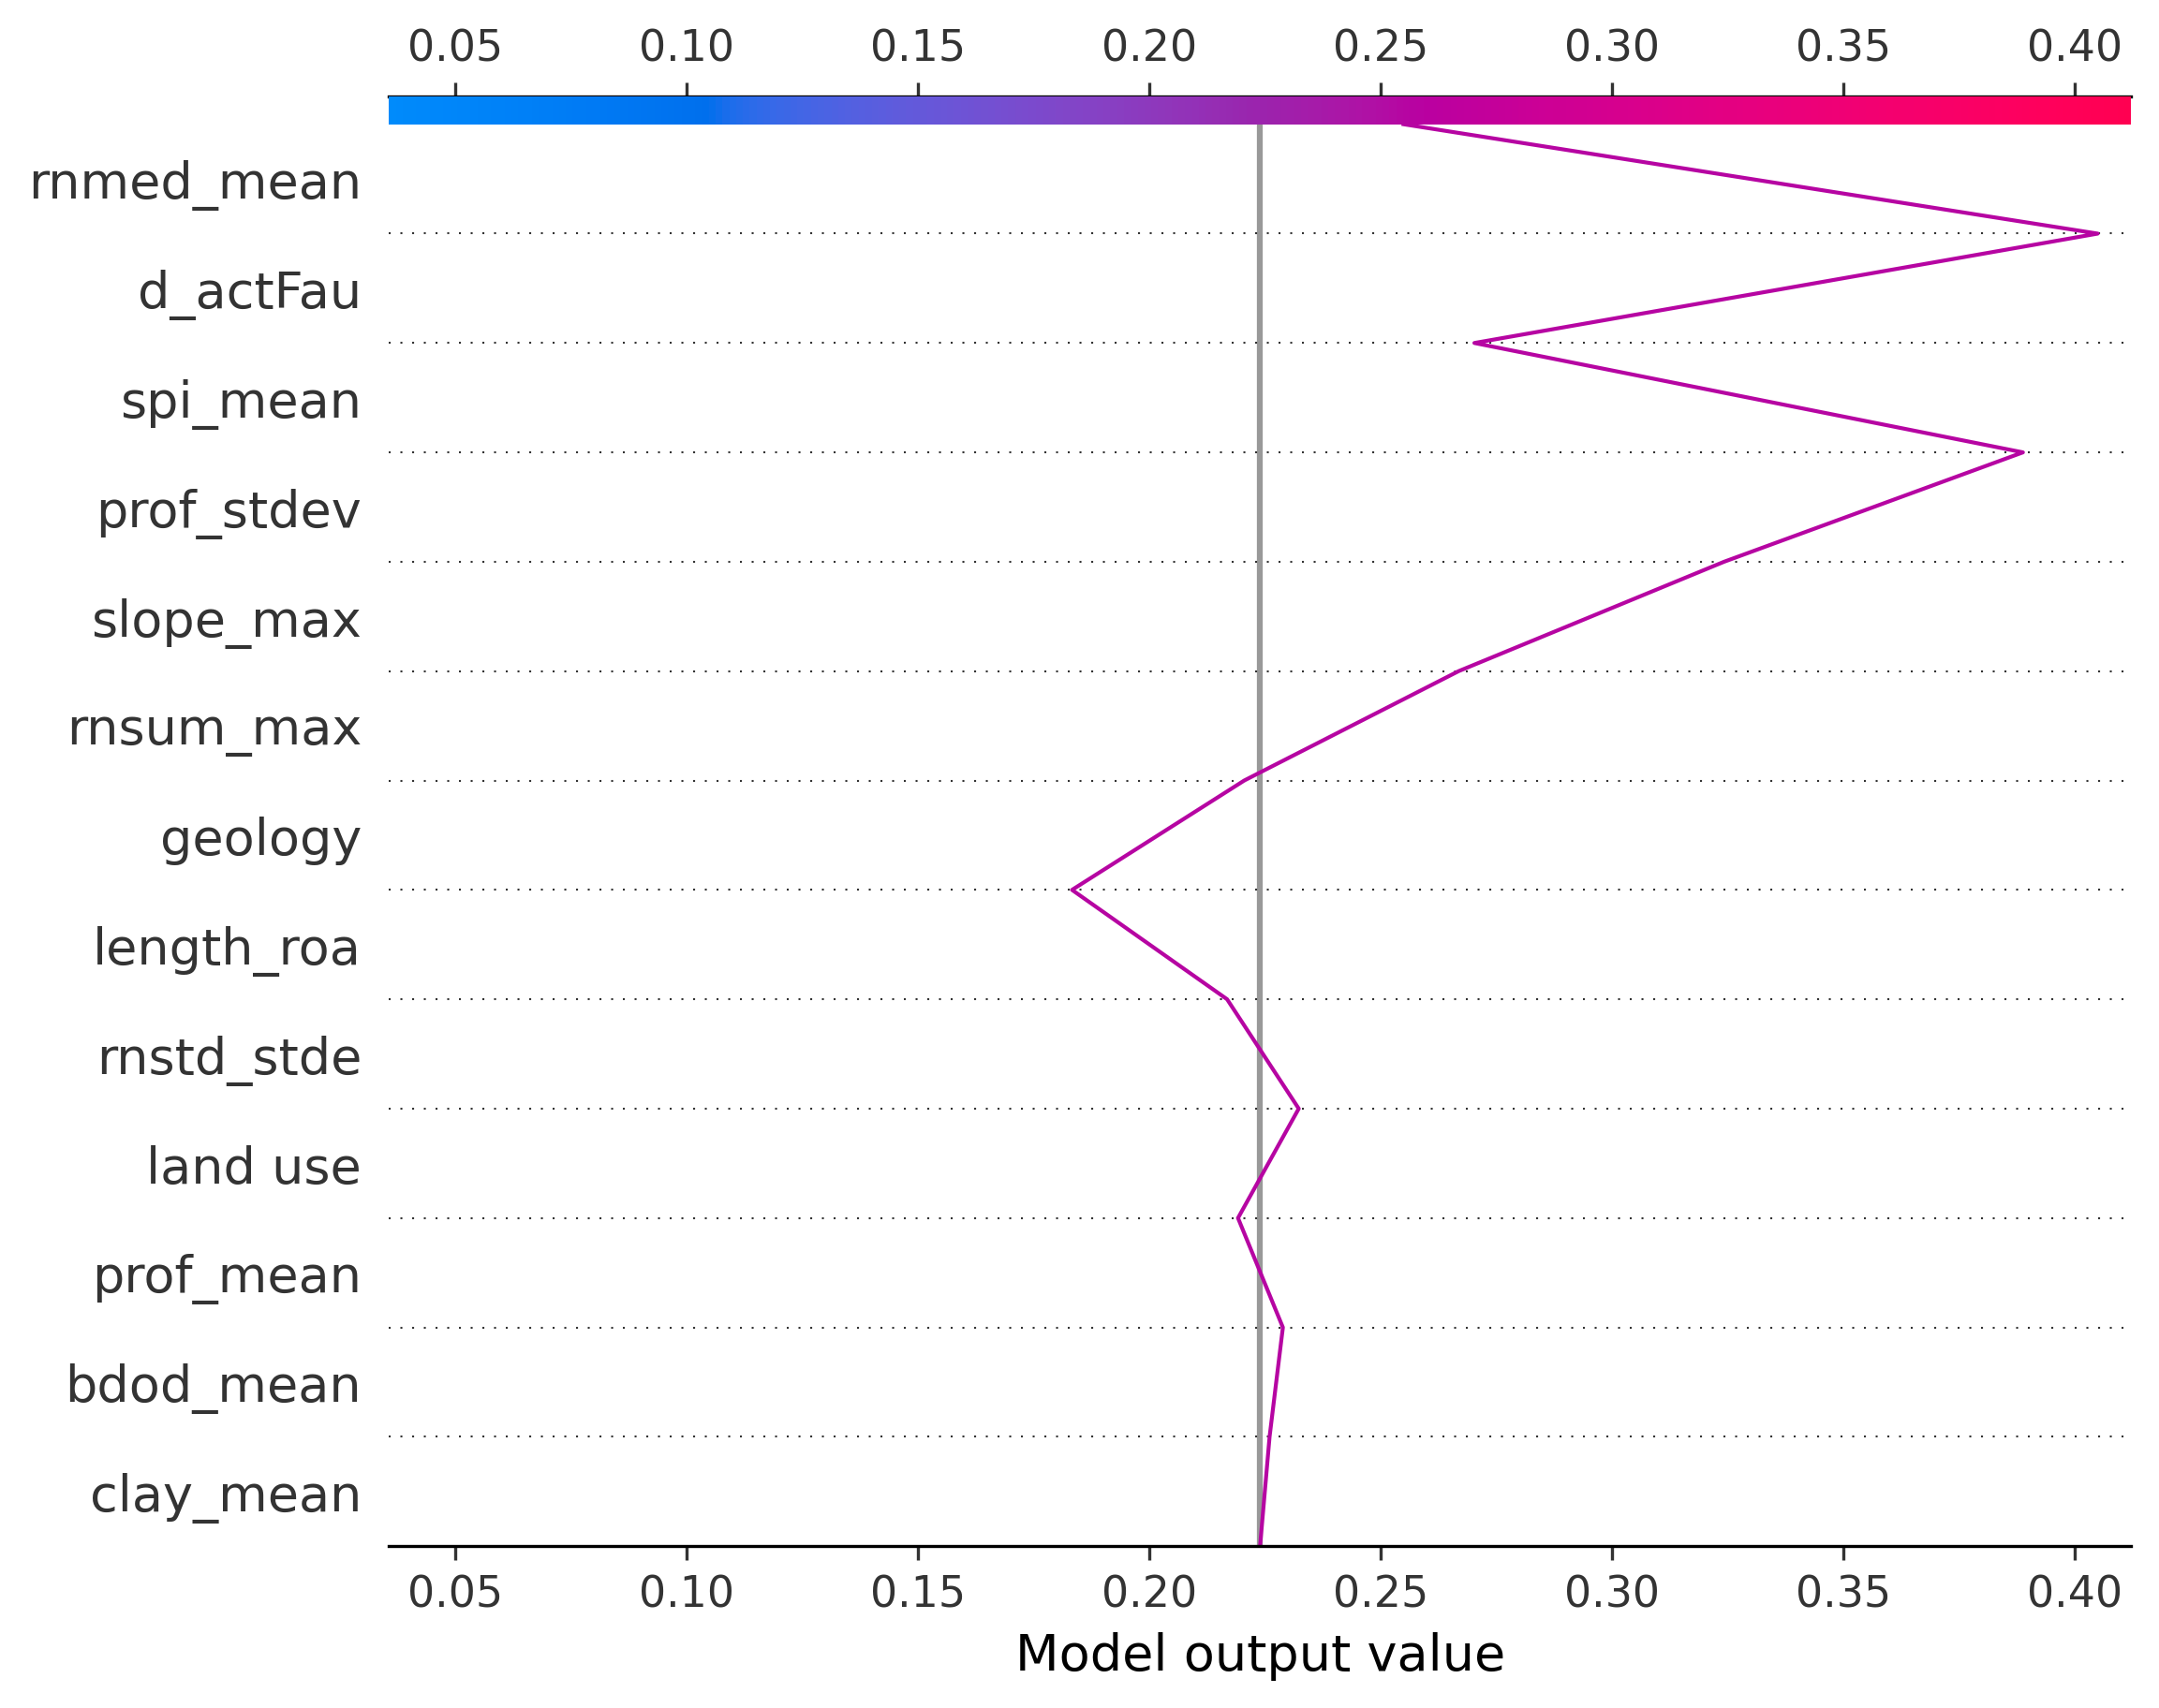 0.05 0.10 0.15 0.20 0.25 0.30 0.35 0.40
rnmed_mean
d_actFau
spi_mean
prof_stdev
slope_max
rnsum_max
geology
length_roa
rnstd_stde
land use
prof_mean
bdod_mean
clay_mean
0.05 0.10 0.15 0.20 0.25 0.30 0.35 0.40
Model output value